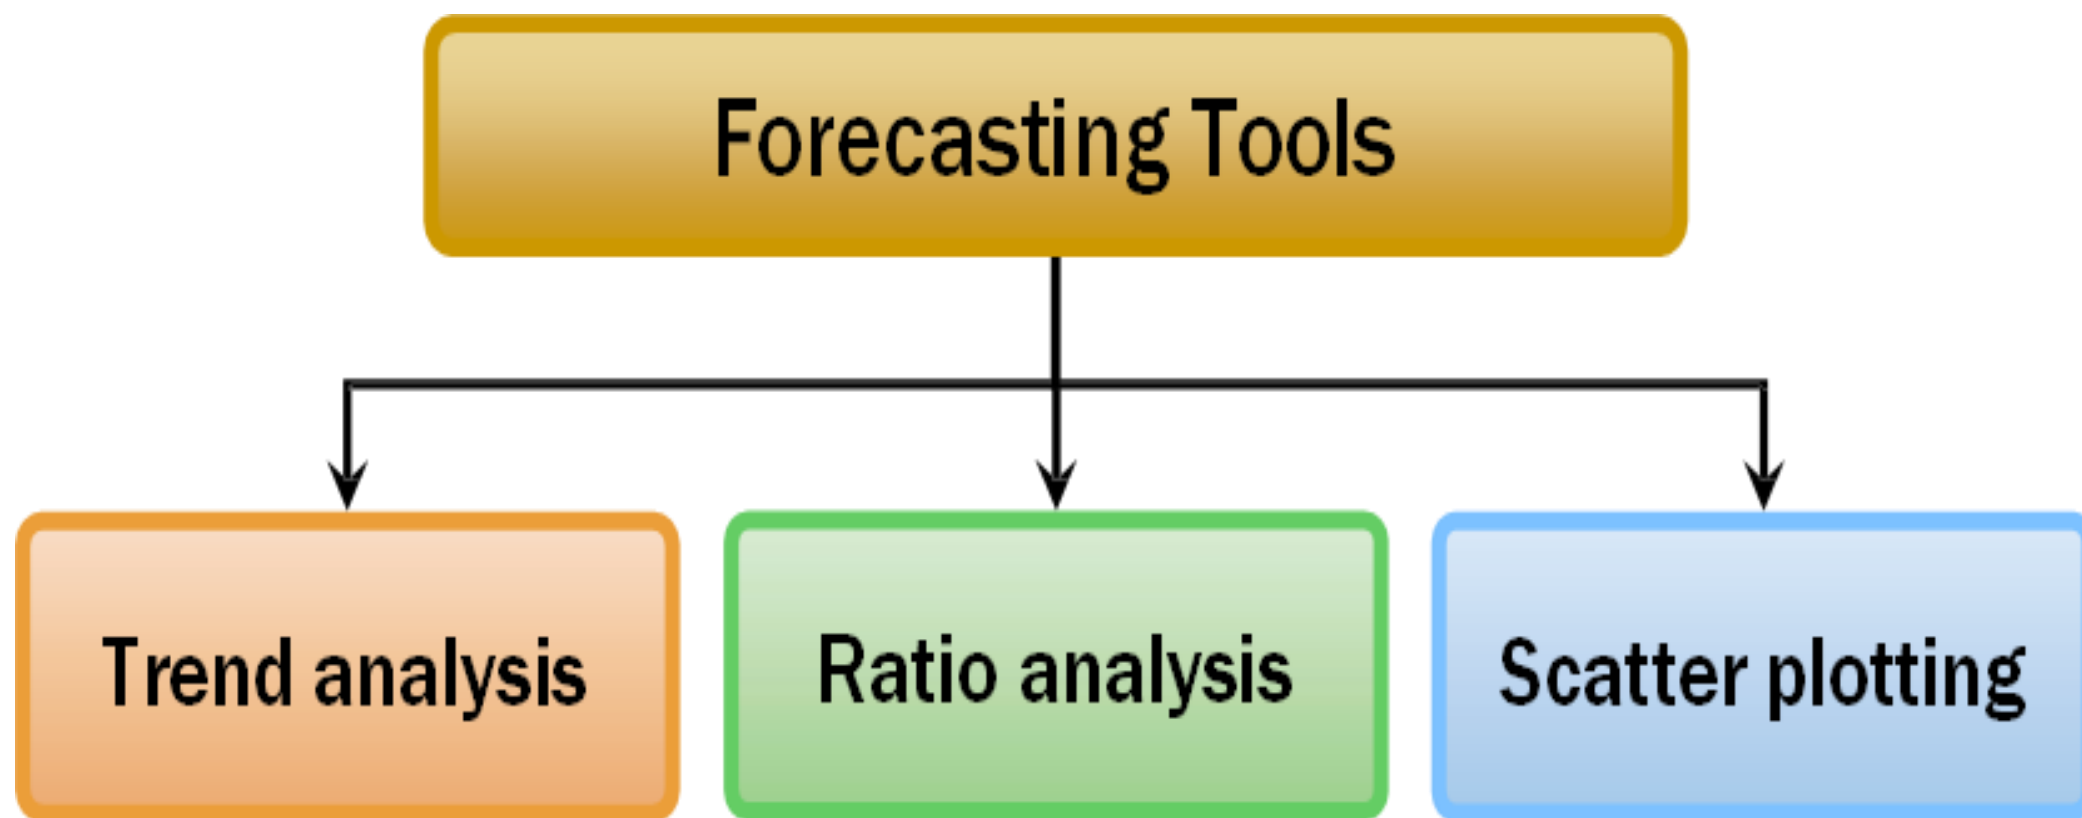 Forecasting Tools
Trend analysis
Ratio analysis
Scatter plotting